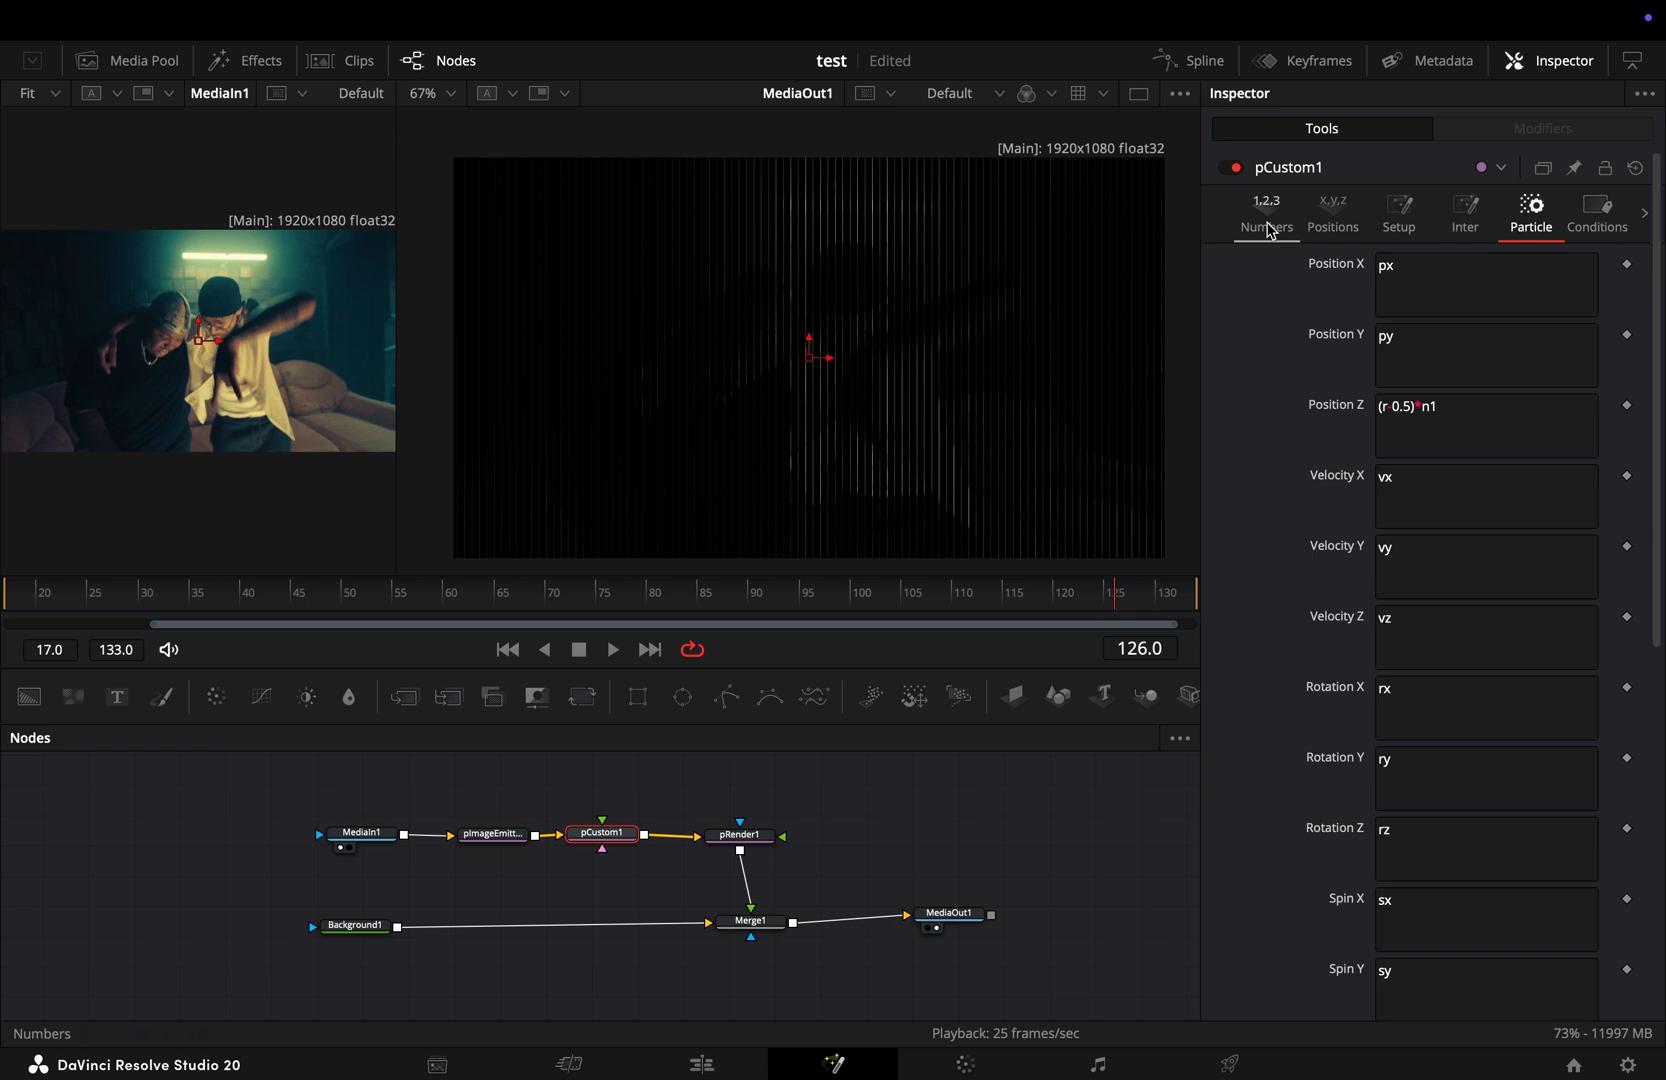 Media Pool
Effects
Clips
Nodes
test
Edited
Spline
Keyframes
Metadata
Inspector
Fit
A
MediaIn1
Default
67%
A
MediaOut1
Default
Inspector
Tools
Modifiers
[Main]: 1920x1080 float32
pCustom1
[Main]: 1920x1080 float32
1,2,3
x,y,z
Numbers
Positions
Setup
Inter
Particle
Conditions
Position X
px
Position Y
py
Position Z
(r-0.5)*n1
Velocity X
vx
Velocity Y
vy
Velocity Z
vz
Rotation X
rx
Rotation Y
ry
Rotation Z
rz
Spin X
sx
Spin Y
sy
20 25 30 35 40 45 50 55 60 65 70 75 80 85 90 95 100 105 110 115 120 125 130
17.0
133.0
126.0
T
T
Nodes
MediaIn1
pImageEmitt...
pCustom1
pRender1
Background1
Merge1
MediaOut1
Numbers
Playback: 25 frames/sec
73% - 11997 MB
DaVinci Resolve Studio 20